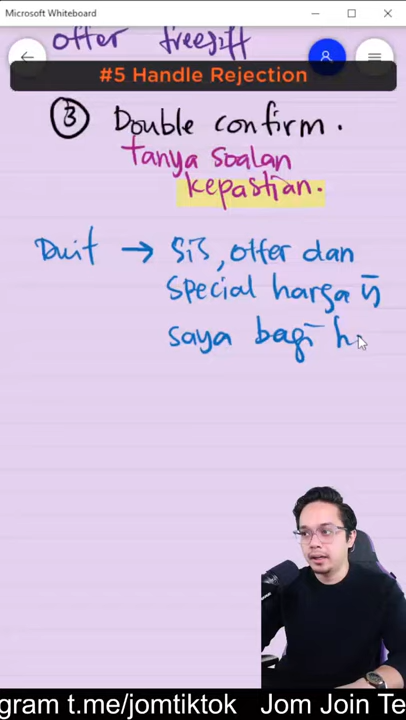 Microsoft Whiteboard
offer freegift
#5 Handle Rejection
3 Double confirm.
tanya soalan
kepastian.
Duit → Sis, offer dan
special harga
saya bagi h
gram t.me/jomtiktok Jom Join Te